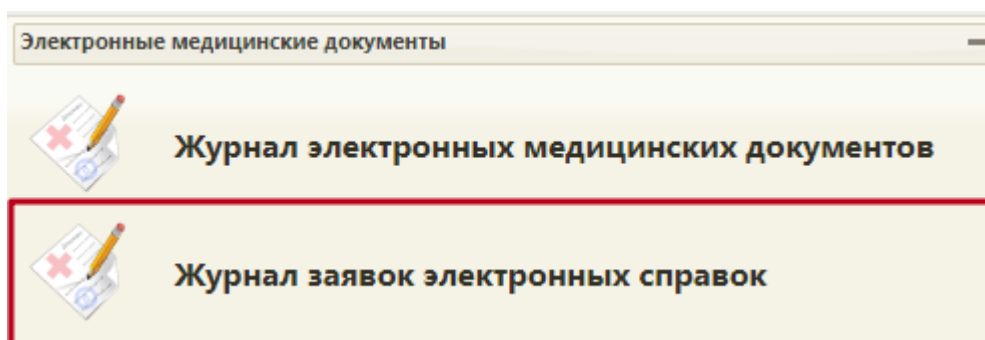 Электронные медицинские документы
Журнал электронных медицинских документов
Журнал заявок электронных справок